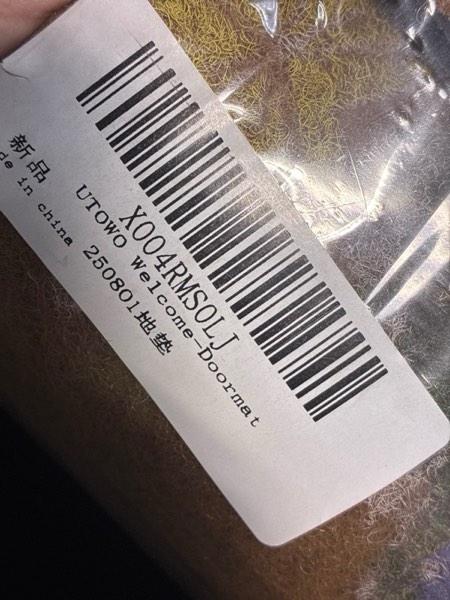 X004RMS0LJ
UTOWO Welcome-Doormat
新品 250801地垫
de in china